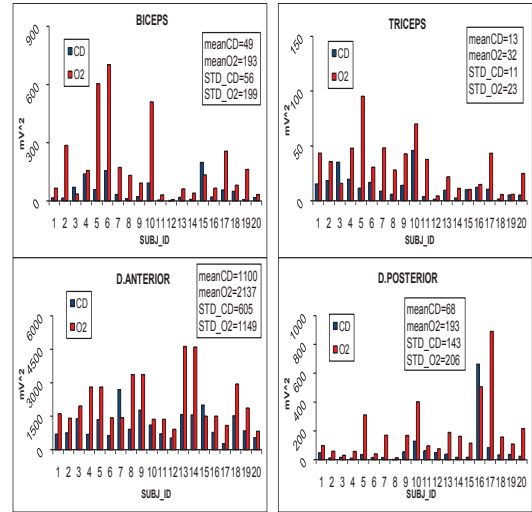 BICEPS
900
600
300
0
mV^2
CD
O2
meanCD=49
meanO2=193
STD_CD=56
STD_O2=199
1 2 3 4 5 6 7 8 9 10 11 12 13 14 15 16 17 18 19 20
SUBJ_ID
TRICEPS
150
100
50
0
mV^2
CD
O2
meanCD=13
meanO2=32
STD_CD=11
STD_O2=23
1 2 3 4 5 6 7 8 9 10 11 12 13 14 15 16 17 18 19 20
SUBJ_ID
D.ANTERIOR
6000
4500
3000
1500
0
mV^2
CD
O2
meanCD=1100
meanO2=2137
STD_CD=605
STD_O2=1149
1 2 3 4 5 6 7 8 9 10 11 12 13 14 15 16 17 18 19 20
SUBJ_ID
D.POSTERIOR
1000
800
600
400
200
0
mV^2
CD
O2
meanCD=68
meanO2=193
STD_CD=143
STD_O2=206
1 2 3 4 5 6 7 8 9 10 11 12 13 14 15 16 17 18 19 20
SUBJ_ID